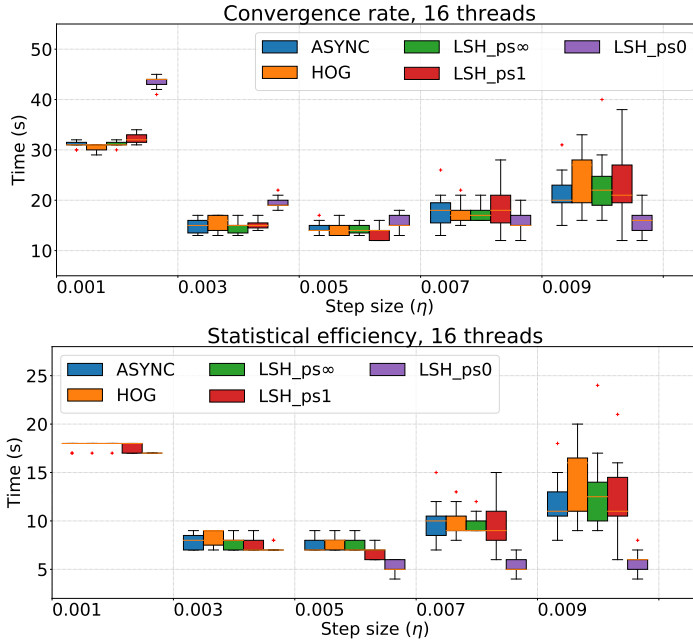 Convergence rate, 16 threads
50
40
30
20
10
Time (s)
ASYNC
HOG
LSH_ps∞
LSH_ps1
LSH_ps0
0.001 0.003 0.005 0.007 0.009
Step size (η)
Statistical efficiency, 16 threads
25
20
15
10
5
Time (s)
ASYNC
HOG
LSH_ps∞
LSH_ps1
LSH_ps0
0.001 0.003 0.005 0.007 0.009
Step size (η)